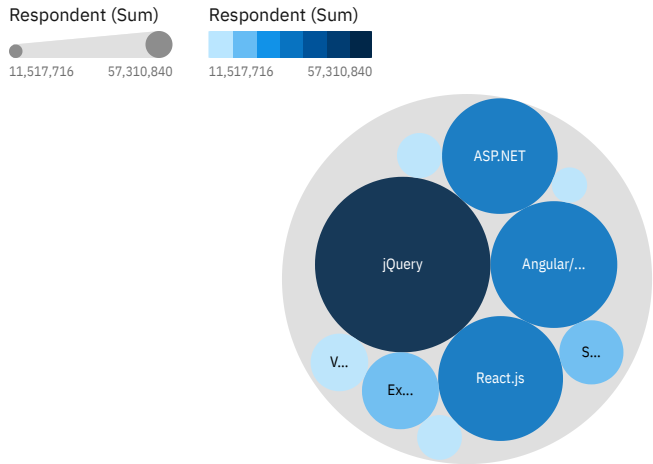 Respondent (Sum)
11,517,716 57,310,840
Respondent (Sum)
11,517,716 57,310,840
ASP.NET
jQuery
Angular/...
S...
V...
React.js
Ex...